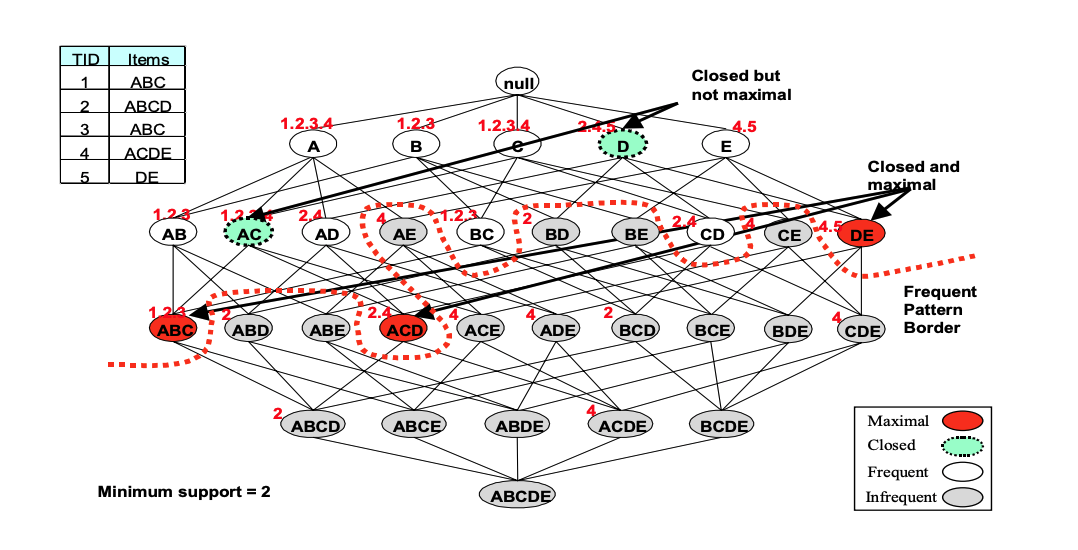 TID Items
1 ABC
2 ABCD
3 ABC
4 ACDE
5 DE
null
Closed but
not maximal
1.2.3.4
1.2.3
1.2.3.4
2.4.5
4.5
A
B
C
D
E
Closed and
maximal
1.2.3
1.2.3.4
2.4
4
1.2.3
2
2.4
4
4.5
AB
AC
AD
AE
BC
BD
BE
CD
CE
DE
Frequent
Pattern
Border
1.2.3
2
2.4
4
4
2
4
ABC
ABD
ABE
ACD
ACE
ADE
BCD
BCE
BDE
CDE
2
4
ABCD
ABCE
ABDE
ACDE
BCDE
ABCDE
Minimum support = 2
Maximal
Closed
Frequent
Infrequent